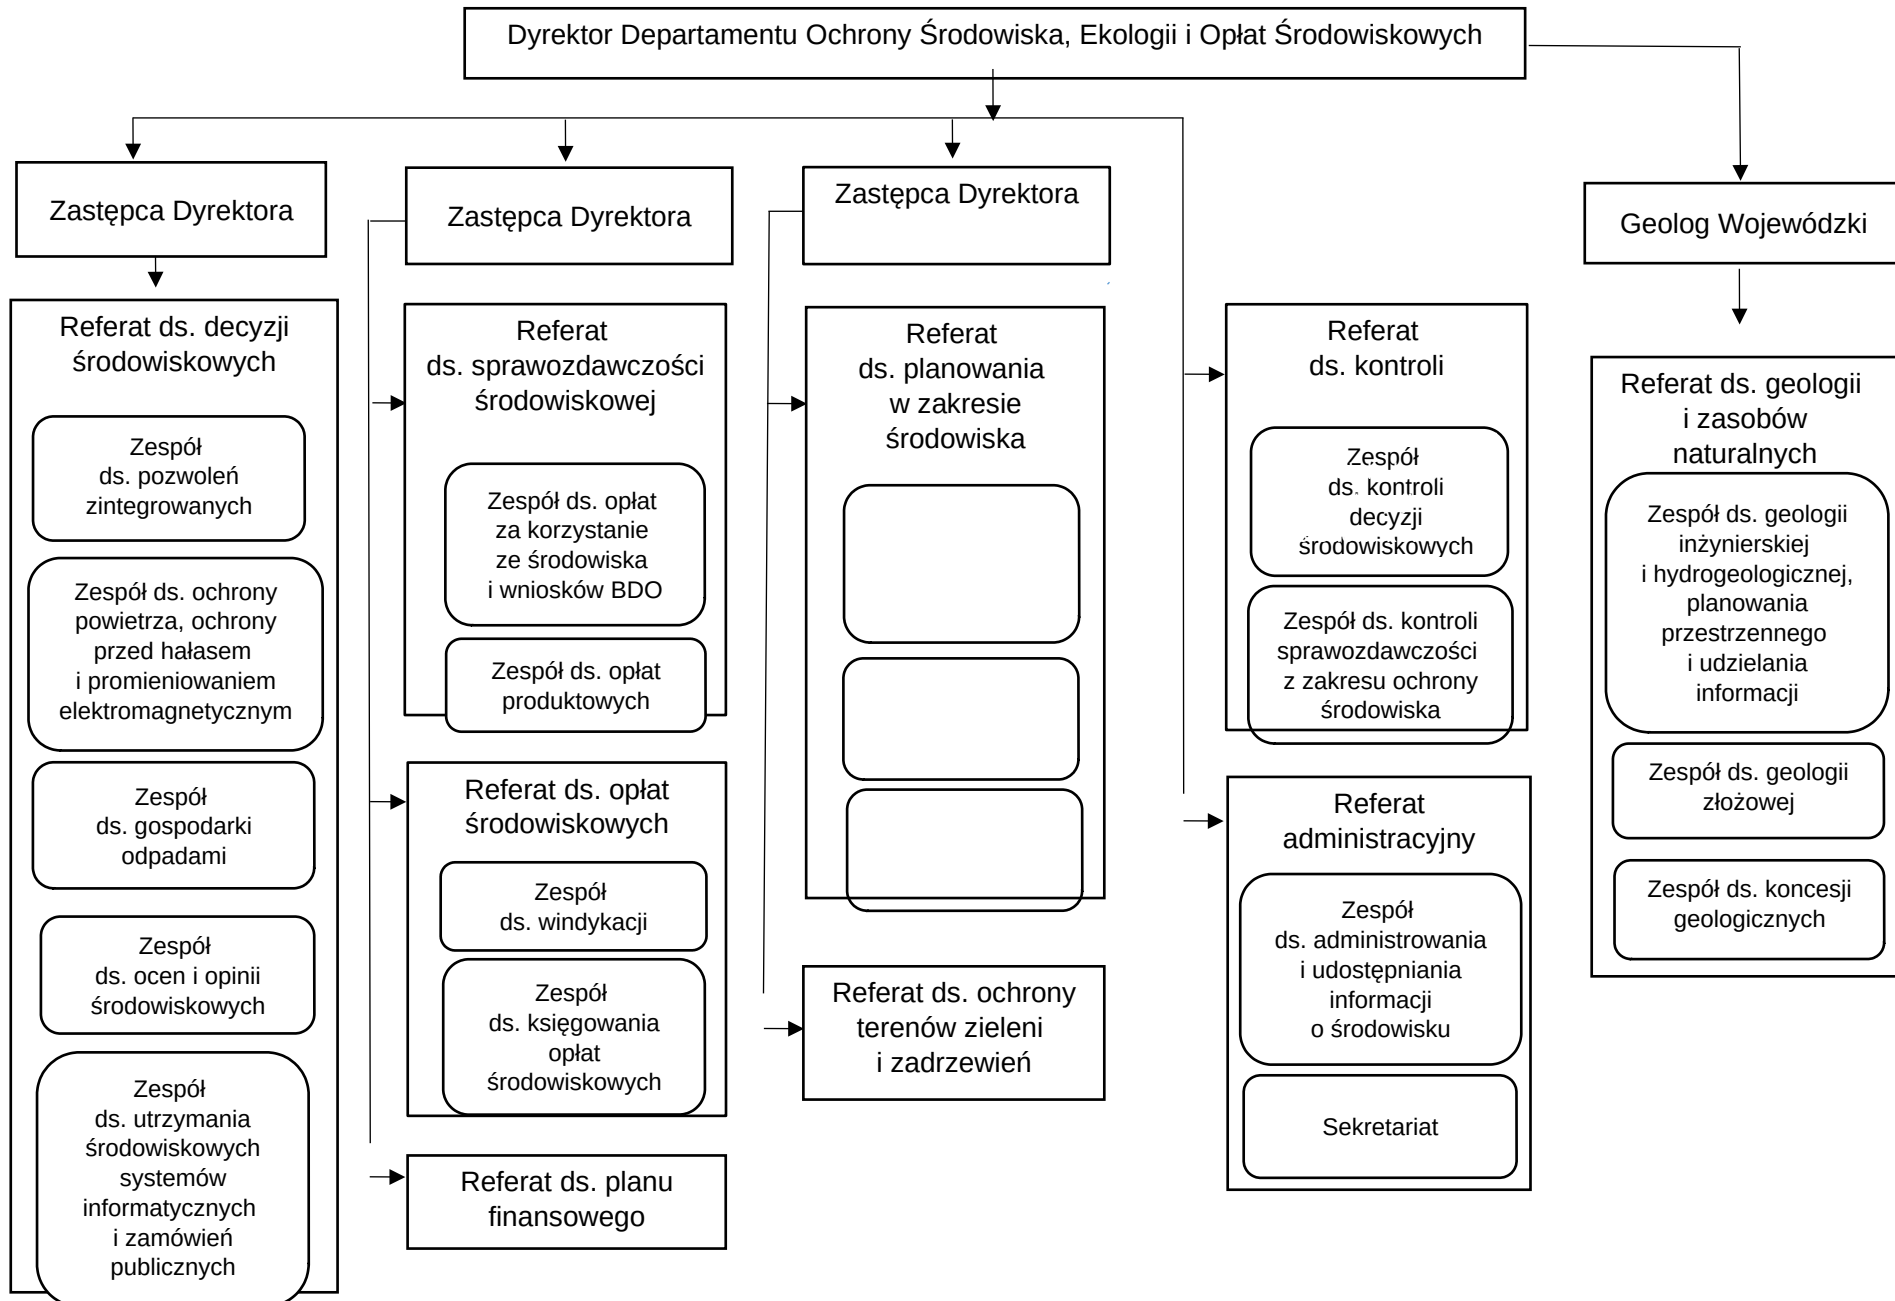 Dyrektor Departamentu Ochrony Środowiska, Ekologii i Opłat Środowiskowych
Zastępca Dyrektora
Zastępca Dyrektora
Zastępca Dyrektora
Geolog Wojewódzki
Referat ds. decyzji
środowiskowych
Zespół
ds. pozwoleń
zintegrowanych
Zespół ds. ochrony
powietrza, ochrony
przed hałasem
i promieniowaniem
elektromagnetycznym
Zespół
ds. gospodarki
odpadami
Zespół
ds. ocen i opinii
środowiskowych
Zespół
ds. utrzymania
środowiskowych
systemów
informatycznych
i zamówień
publicznych
Referat
ds. sprawozdawczości
środowiskowej
Zespół ds. opłat
za korzystanie
ze środowiska
i wniosków BDO
Zespół ds. opłat
produktowych
Referat ds. opłat
środowiskowych
Zespół
ds. windykacji
Zespół
ds. księgowania
opłat
środowiskowych
Referat ds. planu
finansowego
Referat
ds. planowania
w zakresie
środowiska
Referat ds. ochrony
terenów zieleni
i zadrzewień
Referat
ds. kontroli
Zespół
ds. kontroli
decyzji
środowiskowych
Zespół ds. kontroli
sprawozdawczości
z zakresu ochrony
środowiska
Referat
administracyjny
Zespół
ds. administrowania
i udostępniania
informacji
o środowisku
Sekretariat
Referat ds. geologii
i zasobów
naturalnych
Zespół ds. geologii
inżynierskiej
i hydrogeologicznej,
planowania
przestrzennego
i udzielania
informacji
Zespół ds. geologii
złożowej
Zespół ds. koncesji
geologicznych